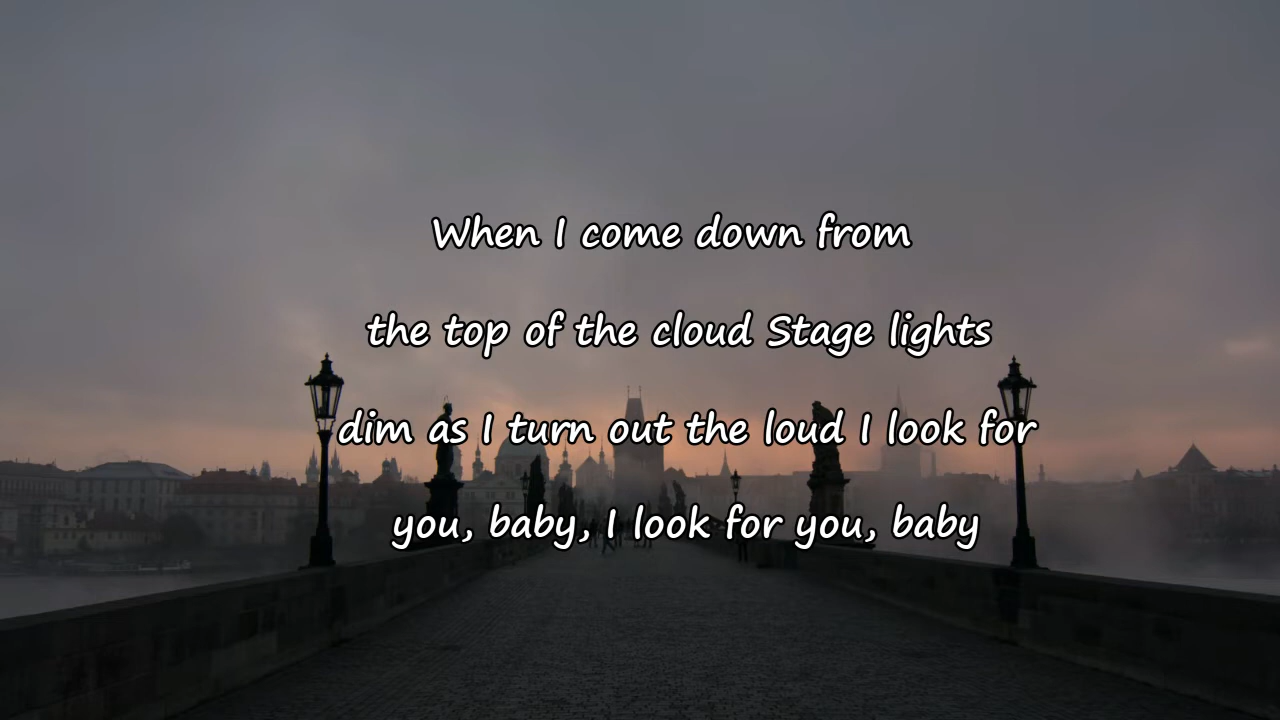 When I come down from
the top of the cloud Stage lights
dim as I turn out the loud I look for
you, baby, I look for you, baby